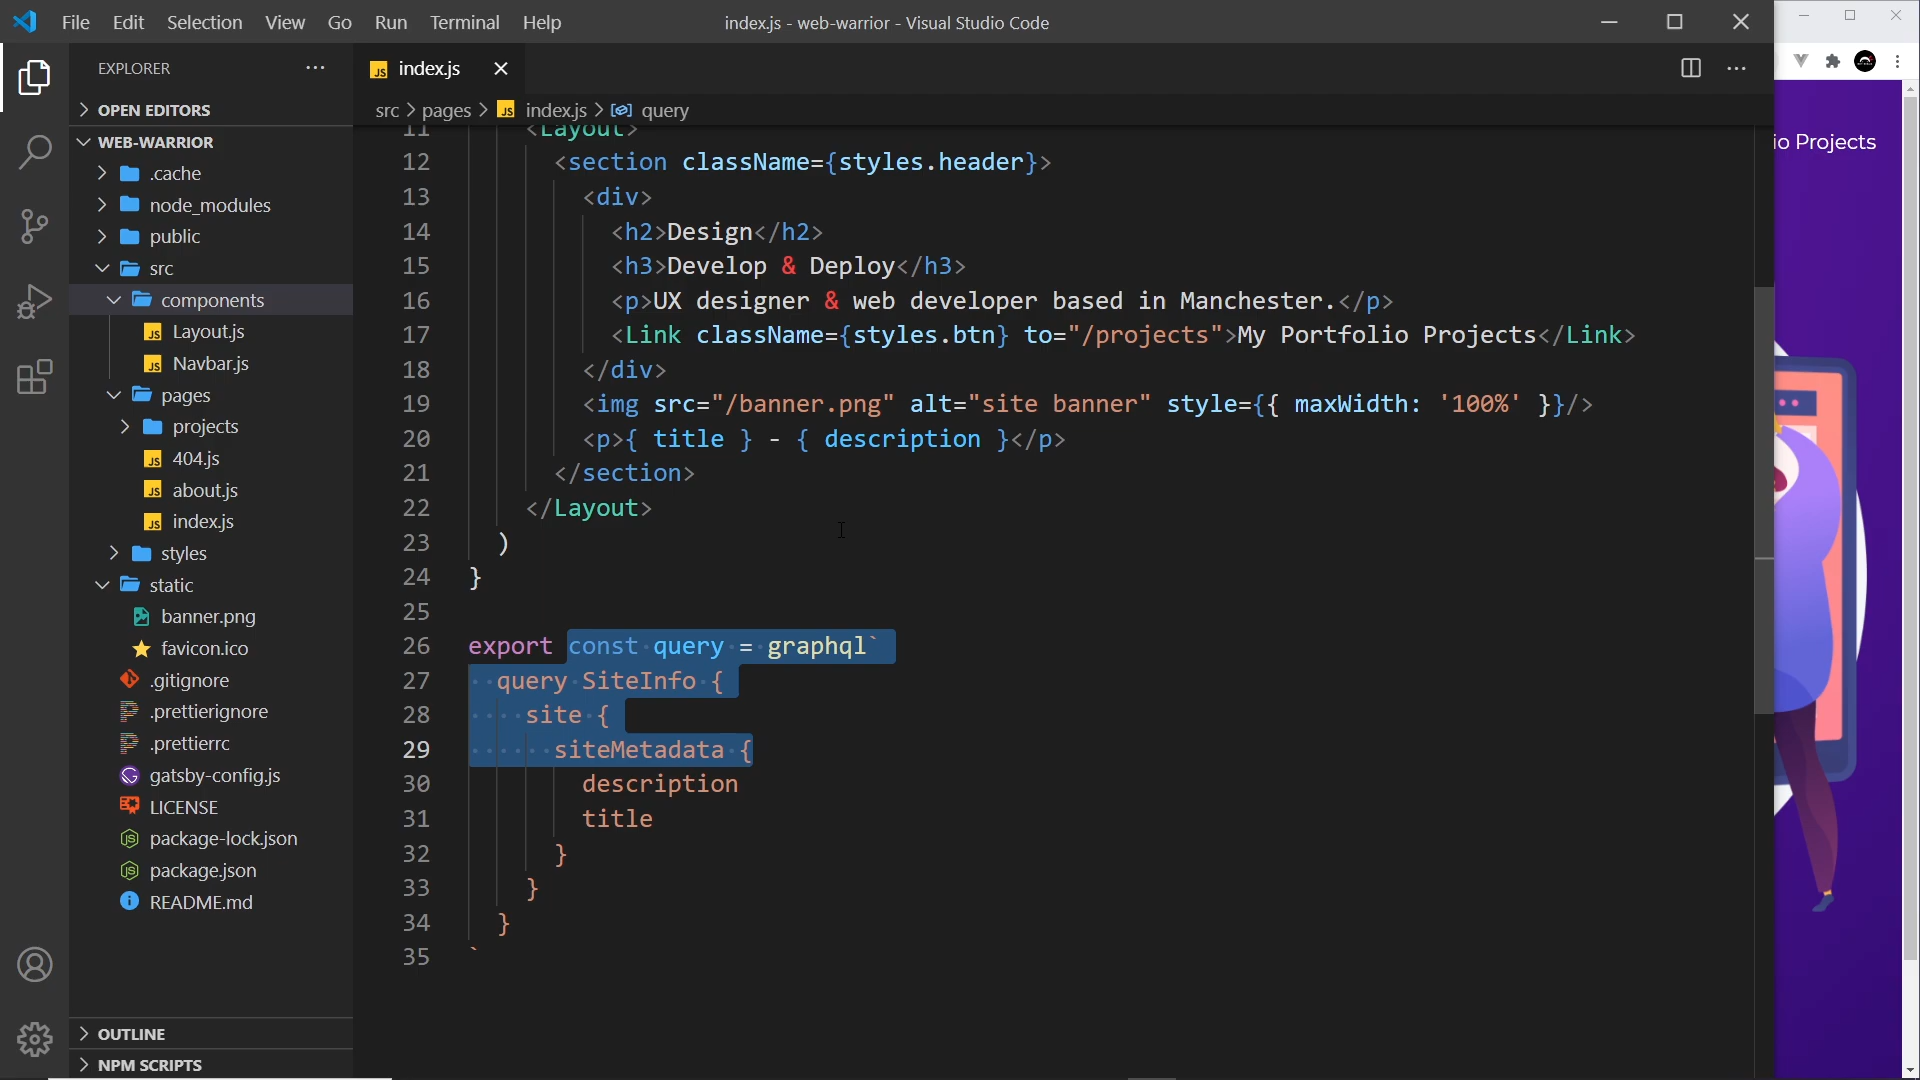 File Edit Selection View Go Run Terminal Help
index.js - web-warrior - Visual Studio Code
EXPLORER
OPEN EDITORS
WEB-WARRIOR
.cache
node_modules
public
src
components
Layout.js
Navbar.js
pages
projects
404.js
about.js
index.js
styles
static
banner.png
favicon.ico
.gitignore
.prettierignore
.prettierrc
gatsby-config.js
LICENSE
package-lock.json
package.json
README.md
OUTLINE
NPM SCRIPTS
JS index.js
src > pages > JS index.js > query
11 <Layout>
12 <section className={styles.header}>
13 <div>
14 <h2>Design</h2>
15 <h3>Develop & Deploy</h3>
16 <p>UX designer & web developer based in Manchester.</p>
17 <Link className={styles.btn} to="/projects">My Portfolio Projects</Link>
18 </div>
19 <img src="/banner.png" alt="site banner" style={{ maxWidth: '100%' }}/>
20 <p>{ title } - { description }</p>
21 </section>
22 </Layout>
23 )
24 }
25
26 export const query = graphql`
27 query SiteInfo {
28 site {
29 siteMetadata {
30 description
31 title
32 }
33 }
34 }
35 `
io Projects